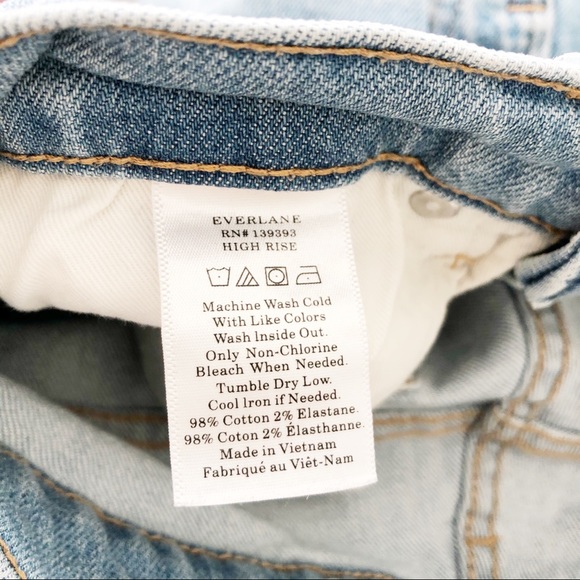 EVERLANE
RN# 139393
HIGH RISE
Machine Wash Cold
With Like Colors
Wash Inside Out.
Only Non-Chlorine
Bleach When Needed.
Tumble Dry Low.
Cool Iron if Needed.
98% Cotton 2% Elastane.
98% Coton 2% Élasthanne.
Made in Vietnam
Fabriqué au Viêt-Nam